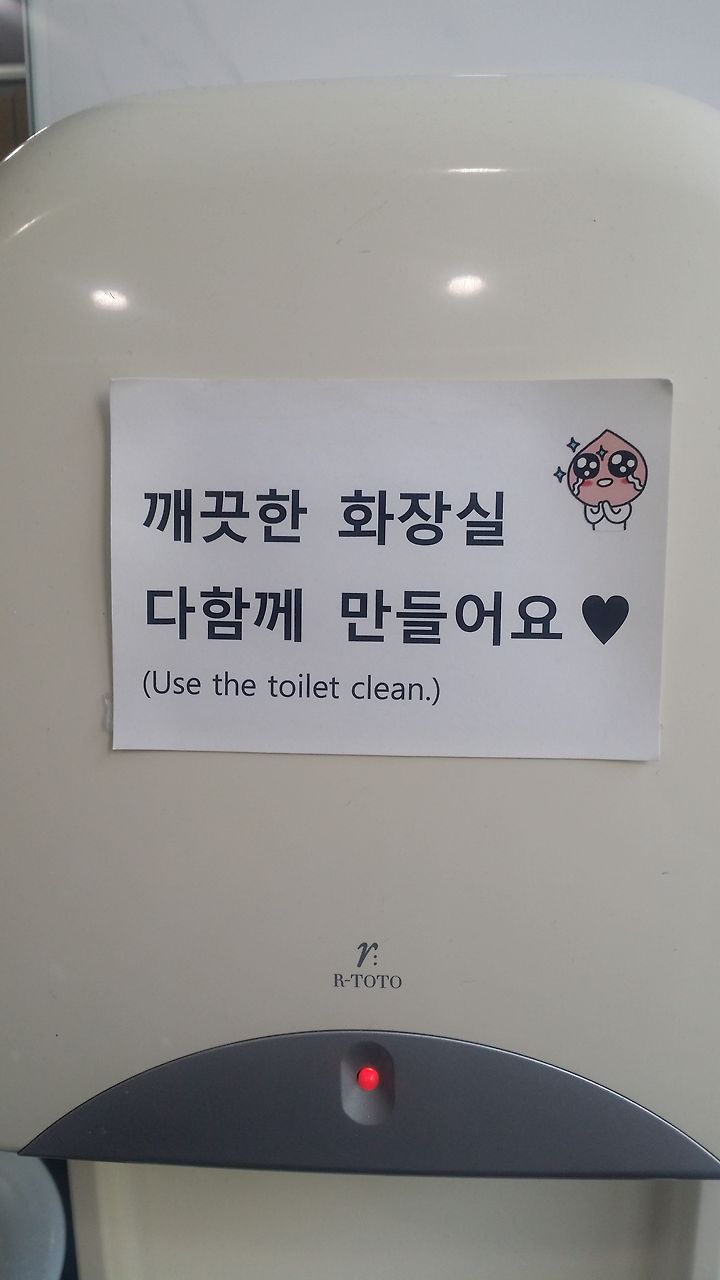 깨끗한 화장실
다함께 만들어요♥
(Use the toilet clean.)
r:
R-TOTO